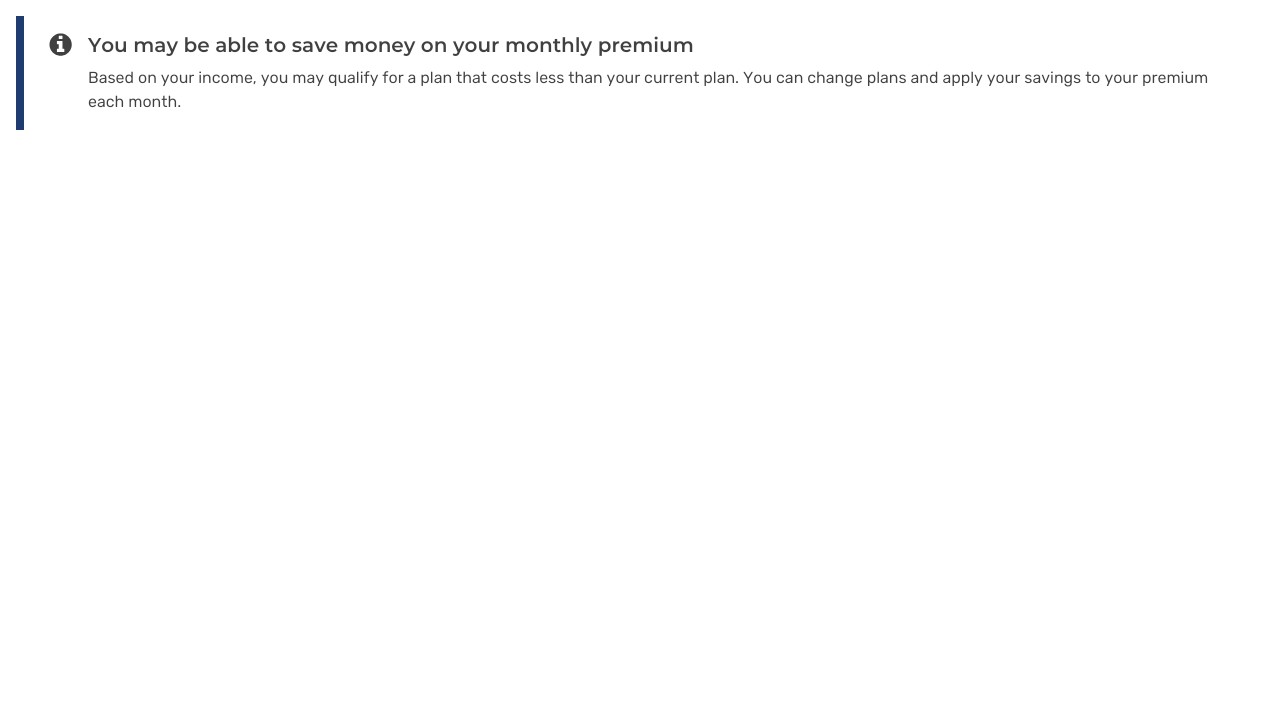 You may be able to save money on your monthly premium
Based on your income, you may qualify for a plan that costs less than your current plan. You can change plans and apply your savings to your premium
each month.